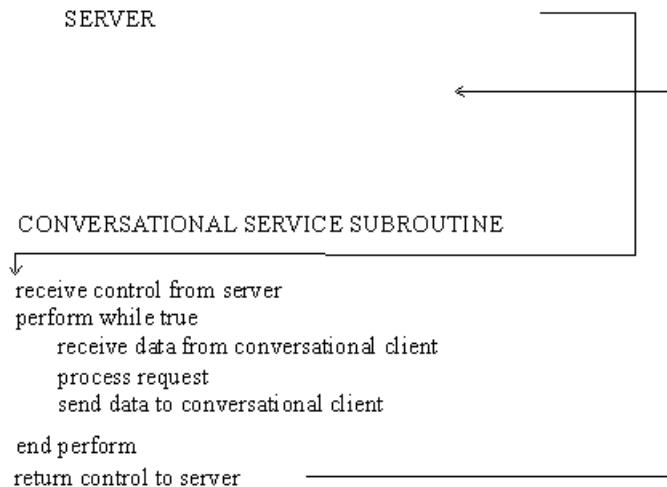 SERVER
CONVERSATIONAL SERVICE SUBROUTINE
receive control from server
perform while true
receive data from conversational client
process request
send data to conversational client
end perform
return control to server